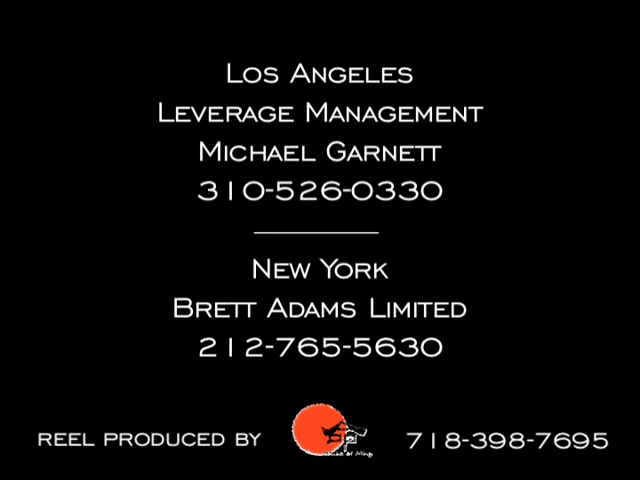 Los Angeles
Leverage Management
Michael Garnett
310-526-0330
New York
Brett Adams Limited
212-765-5630
REEL PRODUCED BY
718-398-7695